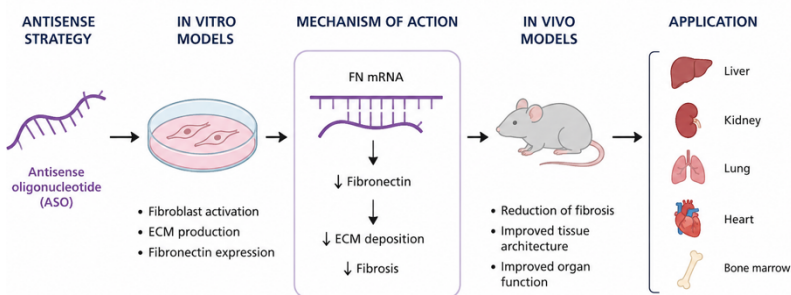 ANTISENSE
STRATEGY
Antisense
oligonucleotide
(ASO)
IN VITRO
MODELS
• Fibroblast activation
• ECM production
• Fibronectin expression
MECHANISM OF ACTION
FN mRNA
↓ Fibronectin
↓ ECM deposition
↓ Fibrosis
IN VIVO
MODELS
• Reduction of fibrosis
• Improved tissue
architecture
• Improved organ
function
APPLICATION
Liver
Kidney
Lung
Heart
Bone marrow